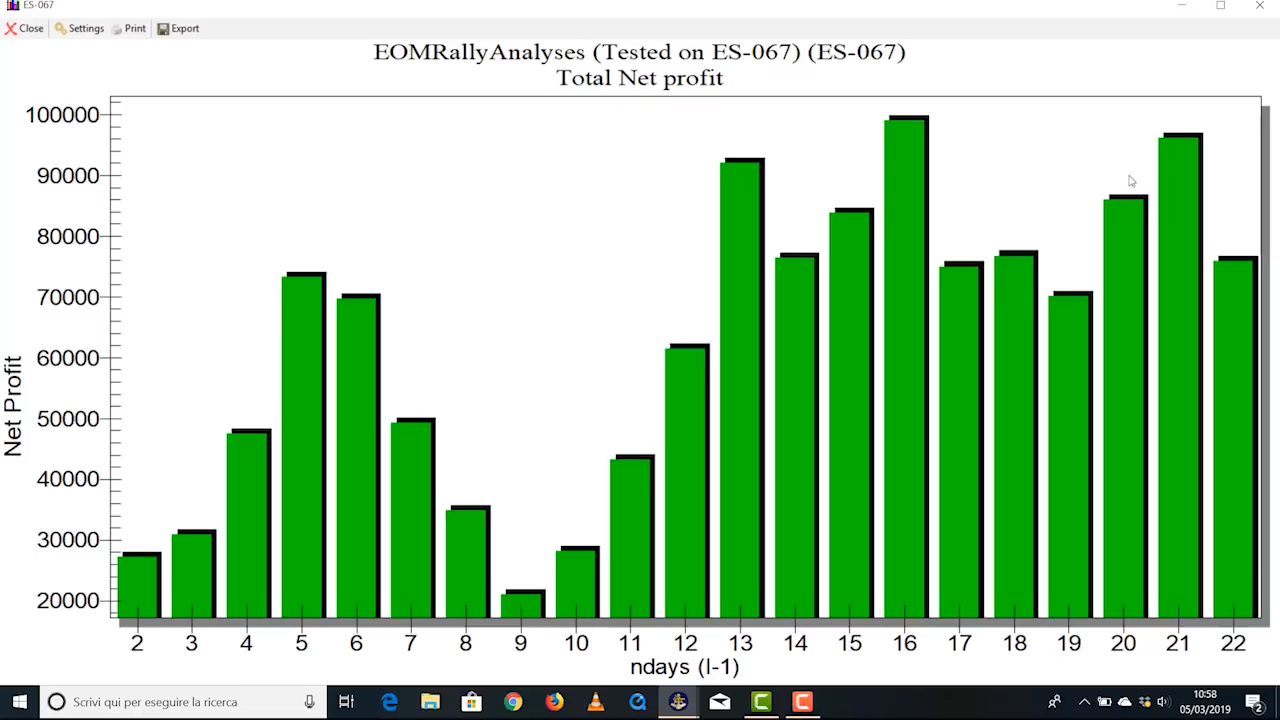 ES-067
Close Settings Print Export
EOMRallyAnalyses (Tested on ES-067) (ES-067)
Total Net profit
100000
90000
80000
70000
60000
50000
40000
30000
20000
Net Profit
2 3 4 5 6 7 8 9 10 11 12 13 14 15 16 17 18 19 20 21 22
ndays (I-1)
Scrivi qui per eseguire la ricerca
10:58
05/03/2019
2